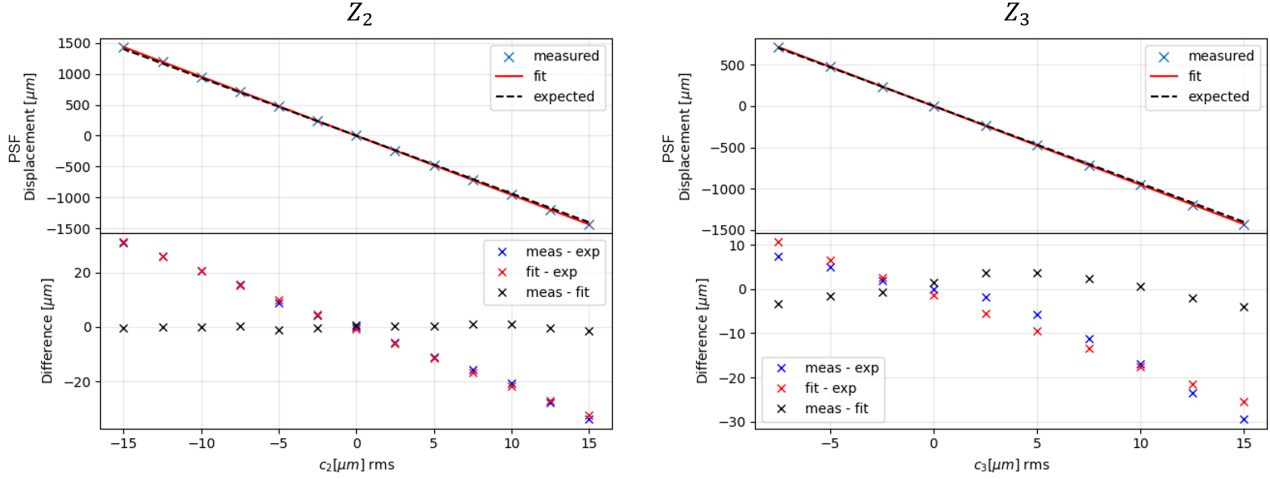 Z₂
1500
1000
500
0
−500
−1000
−1500
PSF
Displacement [μm]
measured
fit
expected
20
0
−20
Difference [μm]
meas - exp
fit - exp
meas - fit
−15 −10 −5 0 5 10 15
c₂[μm] rms
Z₃
500
0
−500
−1000
−1500
PSF
Displacement [μm]
measured
fit
expected
10
0
−10
−20
−30
Difference [μm]
meas - exp
fit - exp
meas - fit
−5 0 5 10 15
c₃[μm] rms